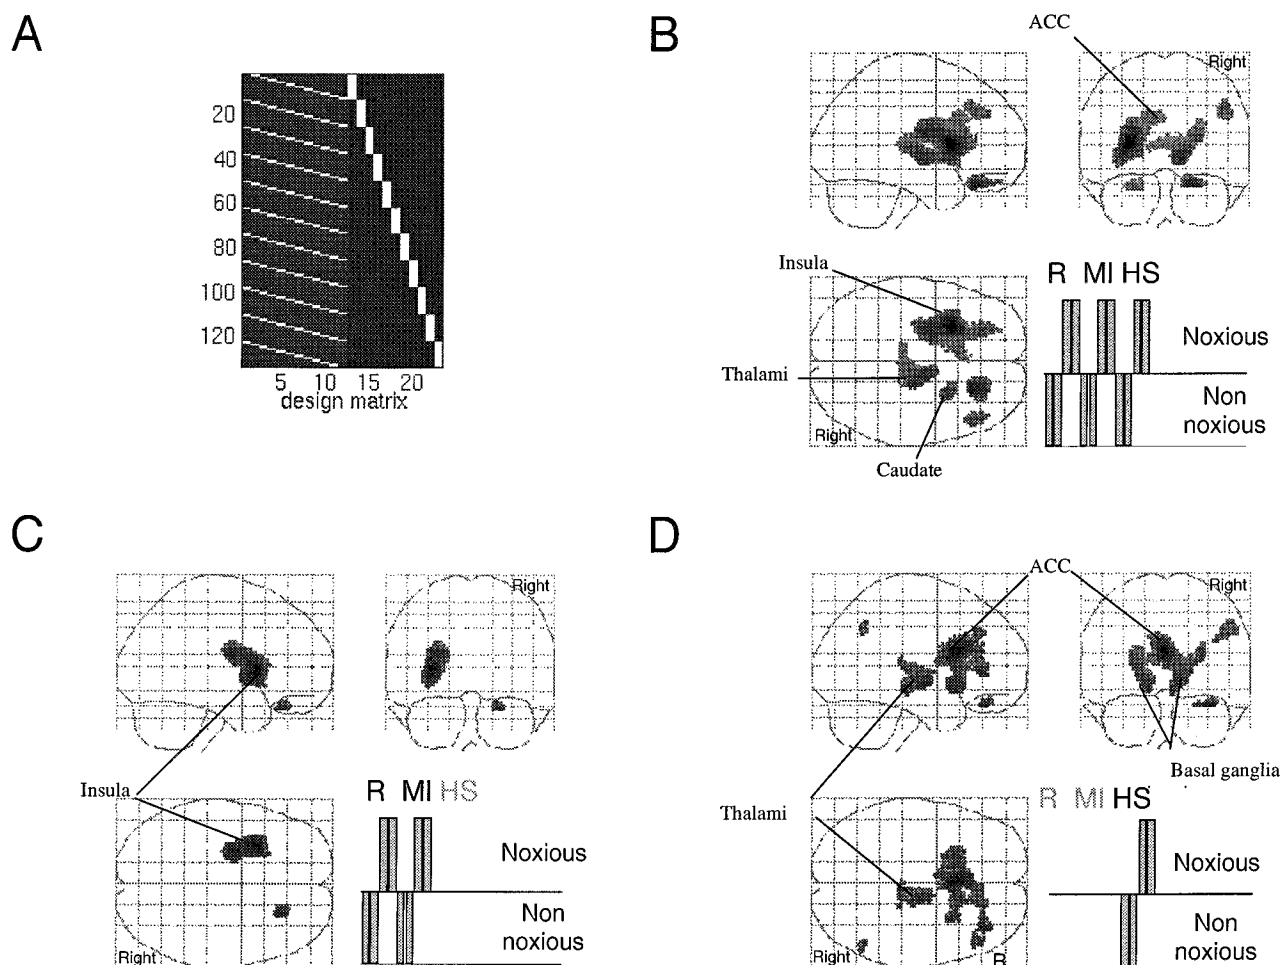 A
20
40
60
80
100
120
5 10 15 20
design matrix
B
ACC
Right
Insula
Thalami
Caudate
Right
R MI HS
Noxious
Non
noxious
C
Right
Insula
Right
R MI HS
Noxious
Non
noxious
D
ACC
Right
Basal ganglia
Thalami
Right
R
R MI HS
Noxious
Non
noxious